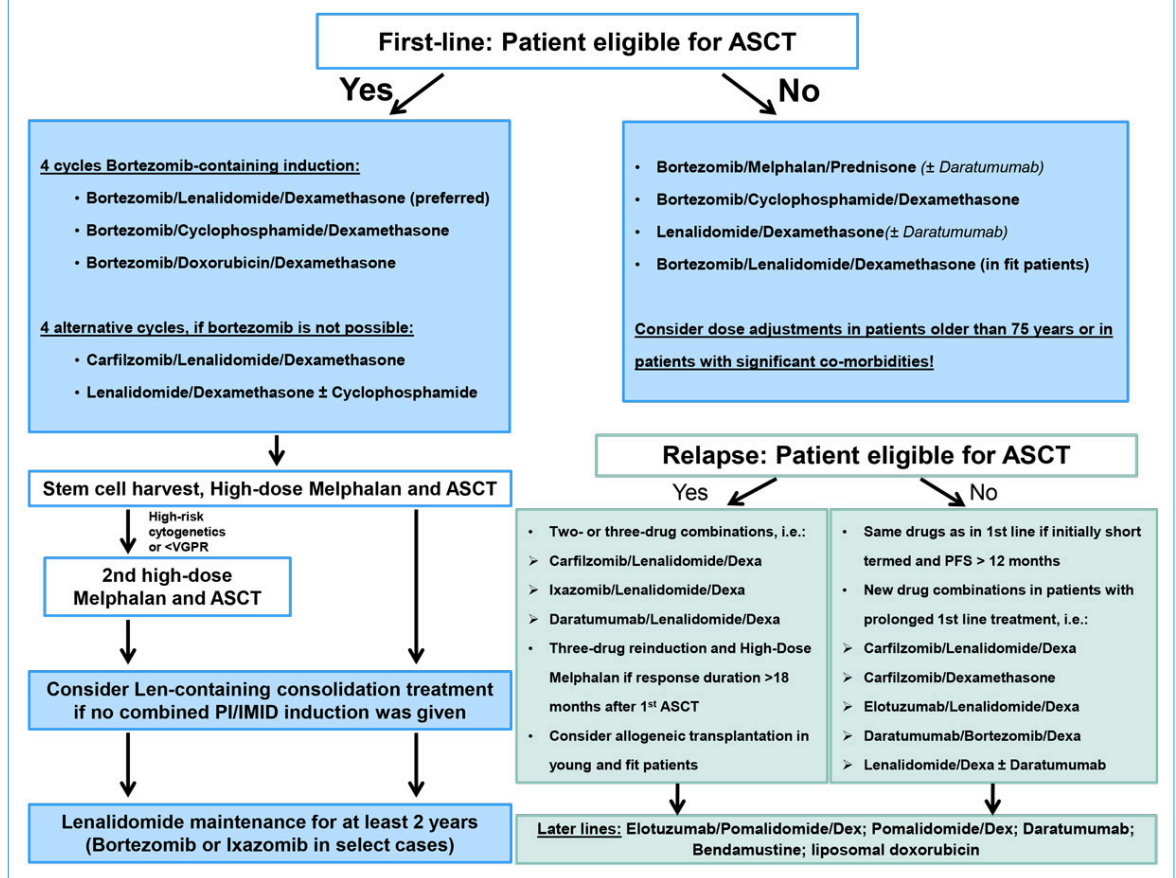 First-line: Patient eligible for ASCT
Yes
No
4 cycles Bortezomib-containing induction:
• Bortezomib/Lenalidomide/Dexamethasone (preferred)
• Bortezomib/Cyclophosphamide/Dexamethasone
• Bortezomib/Doxorubicin/Dexamethasone
4 alternative cycles, if bortezomib is not possible:
• Carfilzomib/Lenalidomide/Dexamethasone
• Lenalidomide/Dexamethasone ± Cyclophosphamide
• Bortezomib/Melphalan/Prednisone (± Daratumumab)
• Bortezomib/Cyclophosphamide/Dexamethasone
• Lenalidomide/Dexamethasone(± Daratumumab)
• Bortezomib/Lenalidomide/Dexamethasone (in fit patients)
Consider dose adjustments in patients older than 75 years or in
patients with significant co-morbidities!
Stem cell harvest, High-dose Melphalan and ASCT
High-risk
cytogenetics
or <VGPR
2nd high-dose
Melphalan and ASCT
Consider Len-containing consolidation treatment
if no combined PI/IMID induction was given
Lenalidomide maintenance for at least 2 years
(Bortezomib or Ixazomib in select cases)
Relapse: Patient eligible for ASCT
Yes
No
• Two- or three-drug combinations, i.e.:
➢ Carfilzomib/Lenalidomide/Dexa
➢ Ixazomib/Lenalidomide/Dexa
➢ Daratumumab/Lenalidomide/Dexa
• Three-drug reinduction and High-Dose
Melphalan if response duration >18
months after 1st ASCT
• Consider allogeneic transplantation in
young and fit patients
• Same drugs as in 1st line if initially short
termed and PFS > 12 months
• New drug combinations in patients with
prolonged 1st line treatment, i.e.:
➢ Carfilzomib/Lenalidomide/Dexa
➢ Carfilzomib/Dexamethasone
➢ Elotuzumab/Lenalidomide/Dexa
➢ Daratumumab/Bortezomib/Dexa
➢ Lenalidomide/Dexa ± Daratumumab
Later lines: Elotuzumab/Pomalidomide/Dex; Pomalidomide/Dex; Daratumumab;
Bendamustine; liposomal doxorubicin